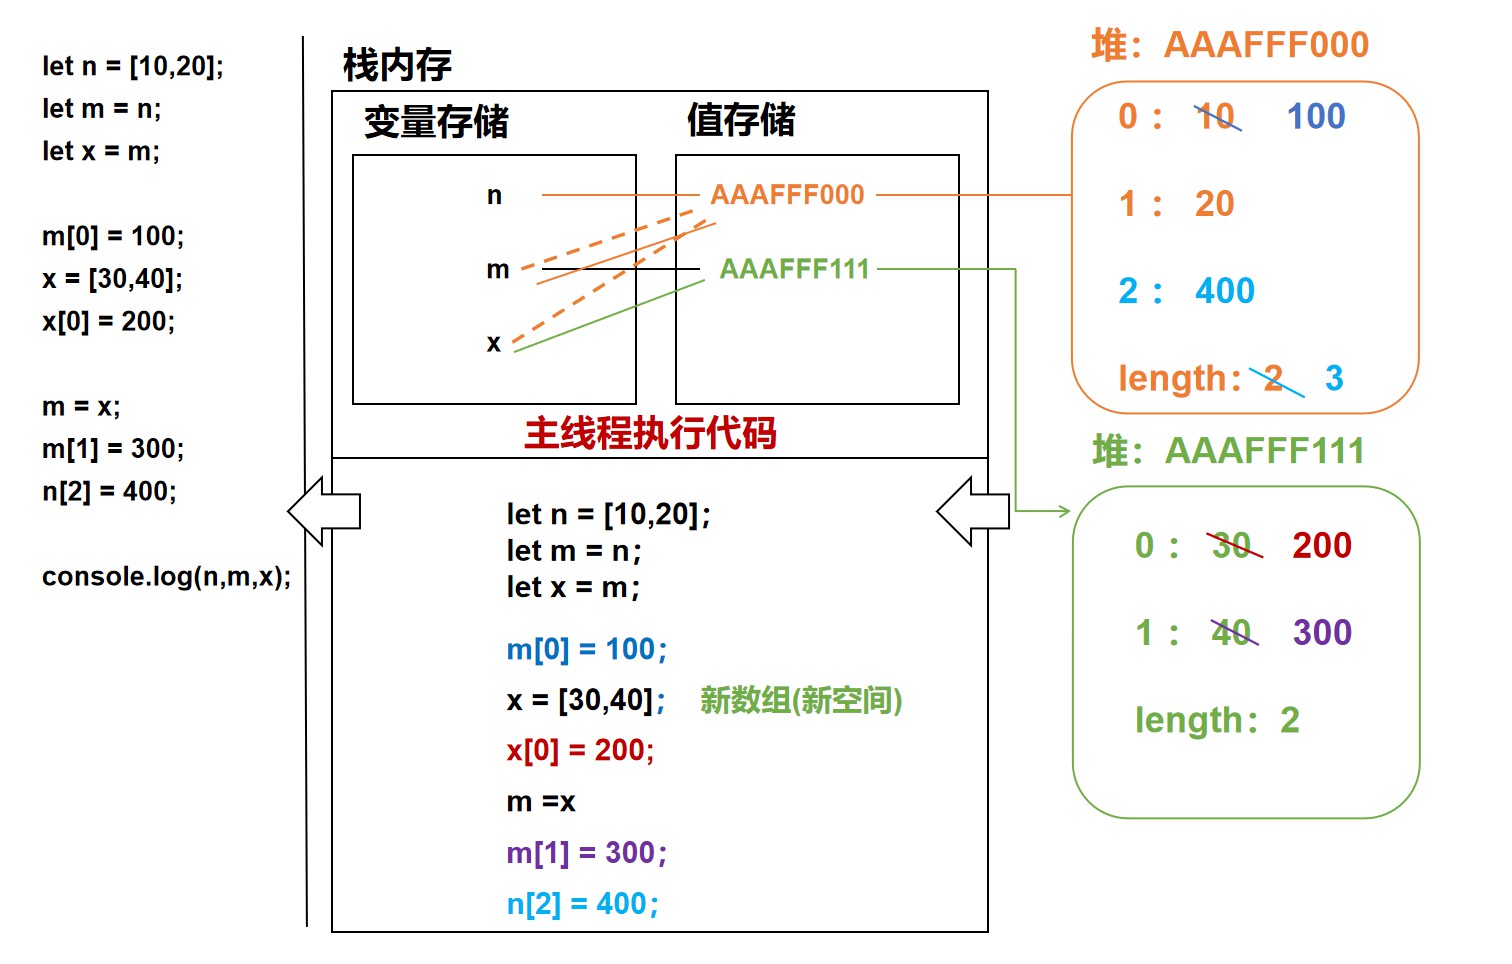 let n = [10,20];
let m = n;
let x = m;
m[0] = 100;
x = [30,40];
x[0] = 200;
m = x;
m[1] = 300;
n[2] = 400;
console.log(n,m,x);
栈内存
变量存储
值存储
n
m
x
AAAFFF000
AAAFFF111
主线程执行代码
let n = [10,20];
let m = n;
let x = m;
m[0] = 100;
x = [30,40]; 新数组(新空间)
x[0] = 200;
m =x
m[1] = 300;
n[2] = 400;
堆：AAAFFF000
0： 10 100
1： 20
2： 400
length： 2 3
堆：AAAFFF111
0： 30 200
1： 40 300
length：2